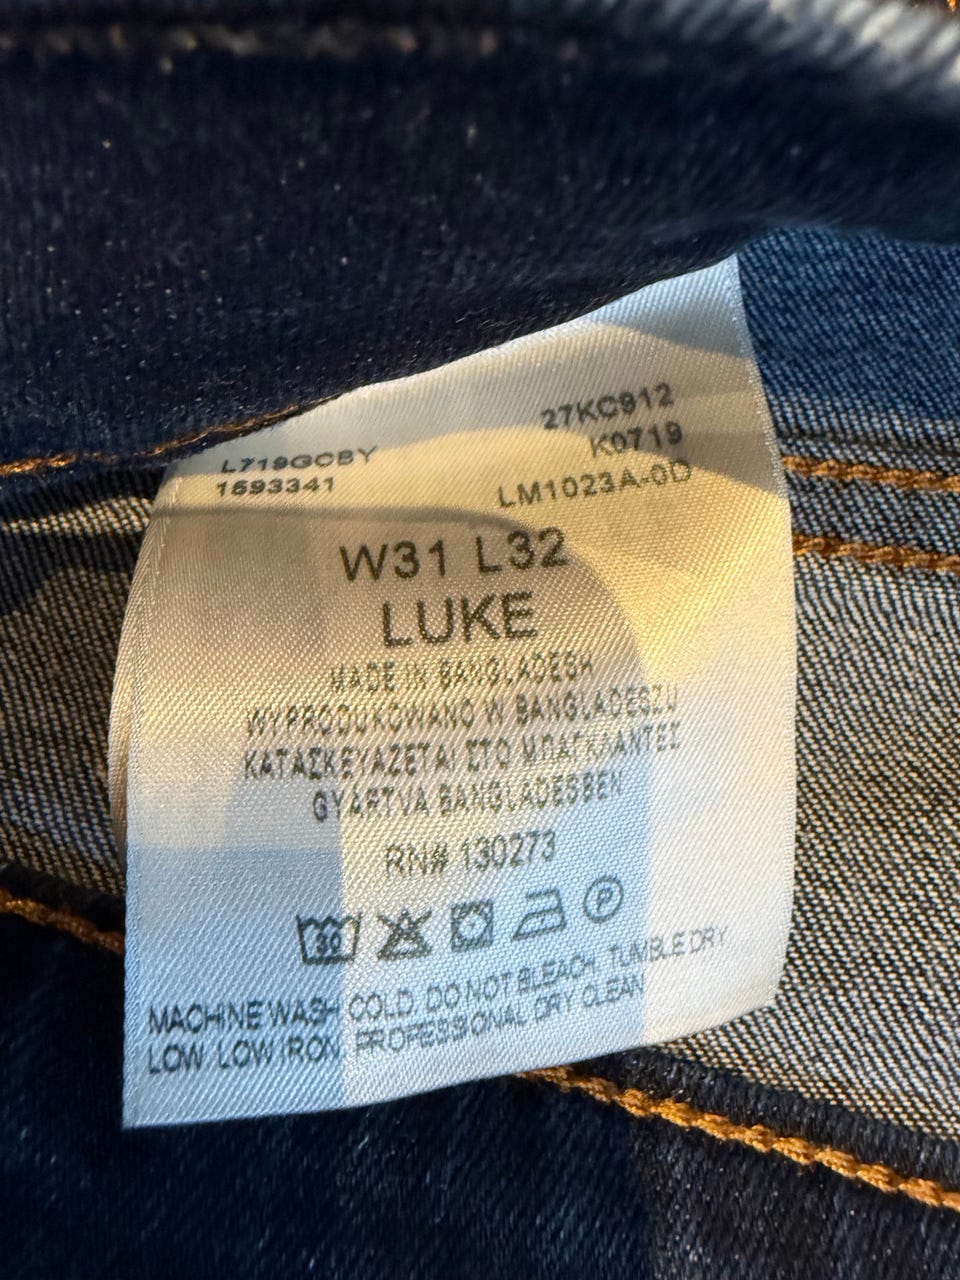 27KC912
L719GCBY K0719
1593341 LM1023A-0D
W31 L32
LUKE
MADE IN BANGLADESH
WYPRODUKOWANO W BANGLADESZU
ΚΑΤΑΣΚΕΥΑΖΕΤΑΙ ΣΤΟ ΜΠΑΓΚΛΑΝΤΕΣ
GYÁRTVA BANGLADESBEN
RN# 130273
30 P
MACHINE WASH COLD DO NOT BLEACH TUMBLE DRY
LOW LOW IRON PROFESSIONAL DRY CLEAN